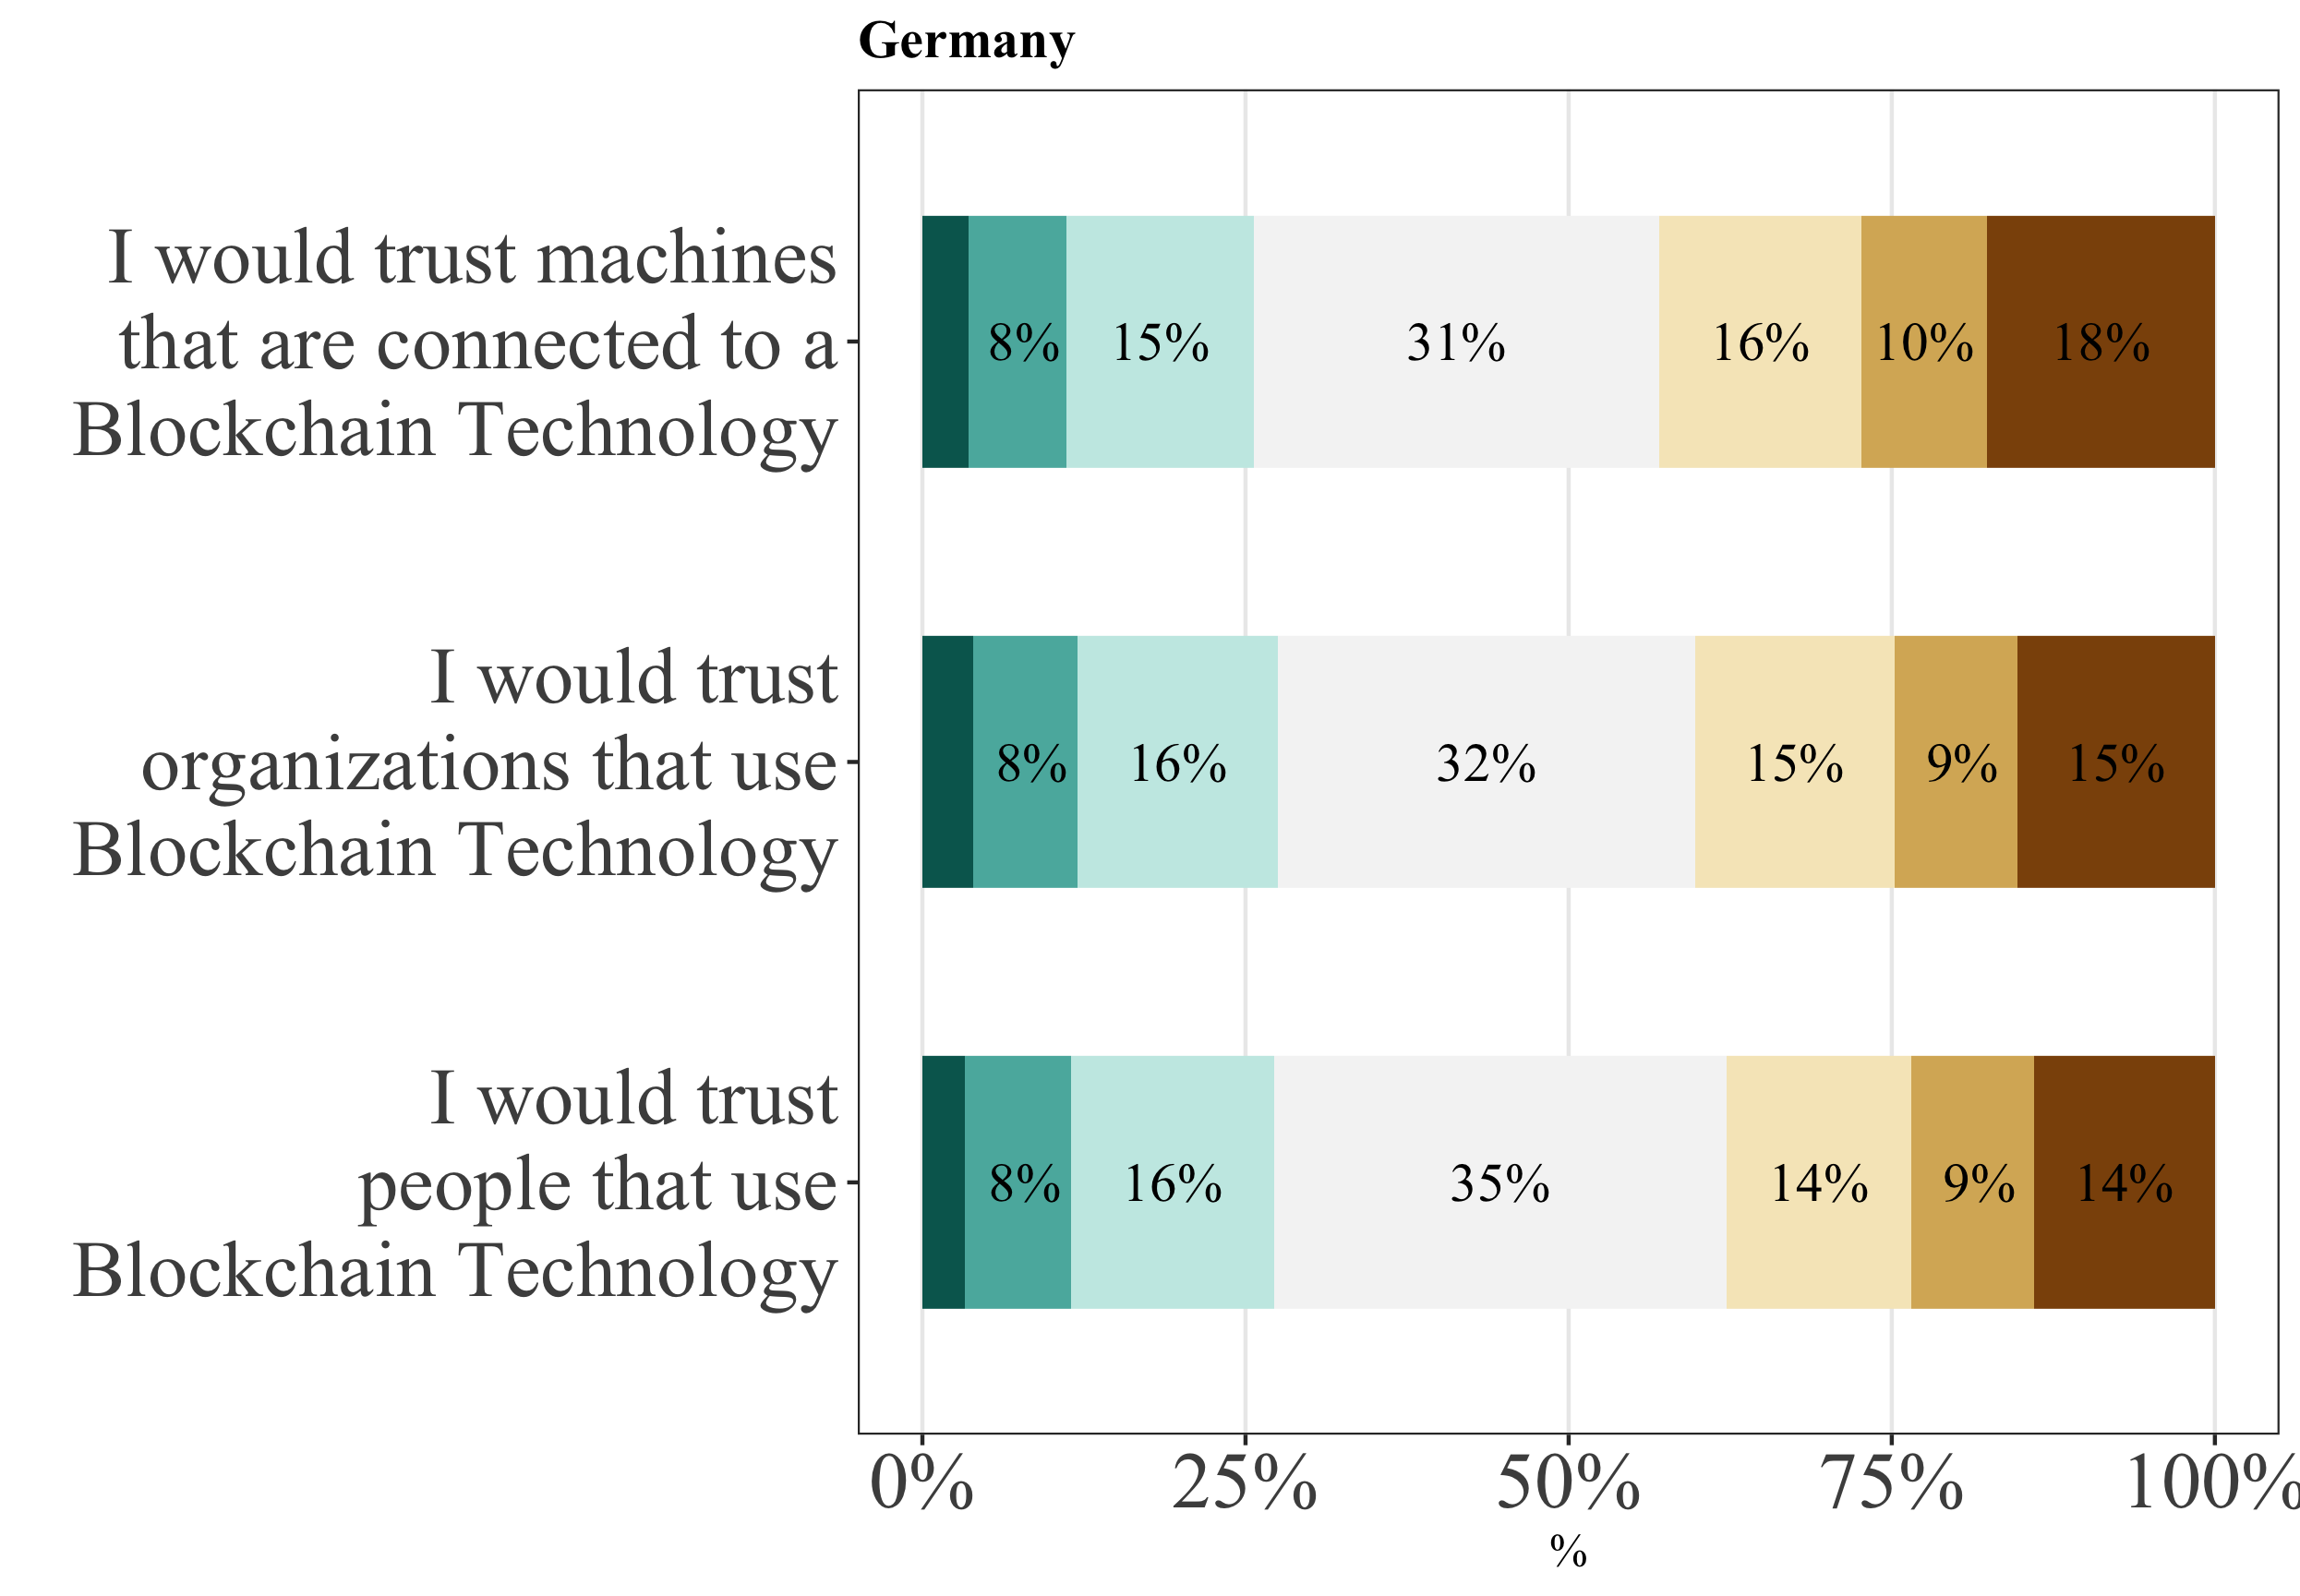 Germany
I would trust machines
that are connected to a
Blockchain Technology
8% 15% 31% 16% 10% 18%
I would trust
organizations that use
Blockchain Technology
8% 16% 32% 15% 9% 15%
I would trust
people that use
Blockchain Technology
8% 16% 35% 14% 9% 14%
0% 25% 50% 75% 100%
%